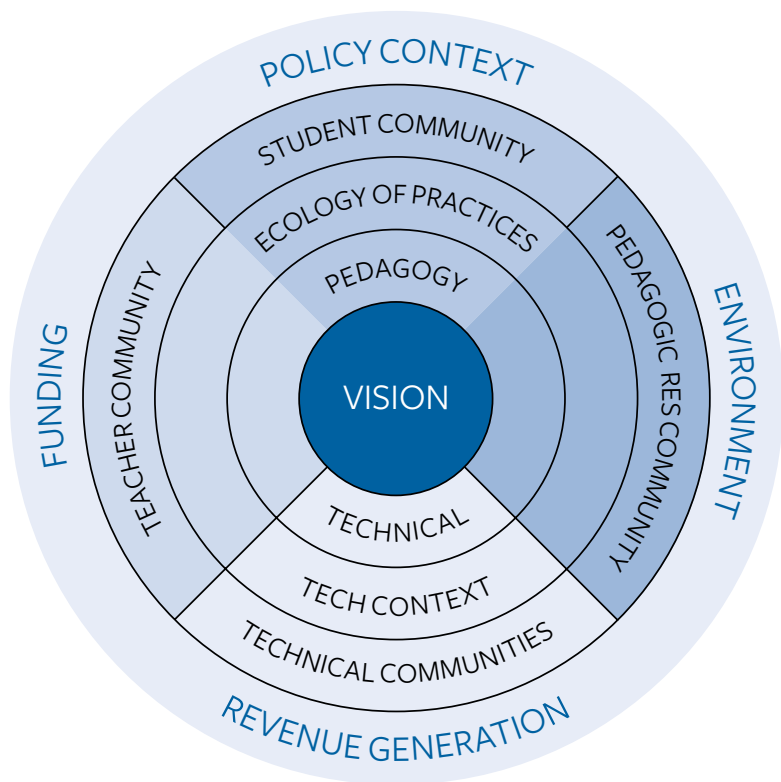 POLICY CONTEXT
STUDENT COMMUNITY
ECOLOGY OF PRACTICES
PEDAGOGY
FUNDING
TEACHER COMMUNITY
VISION
PEDAGOGIC RES COMMUNITY
ENVIRONMENT
TECHNICAL
TECH CONTEXT
TECHNICAL COMMUNITIES
REVENUE GENERATION